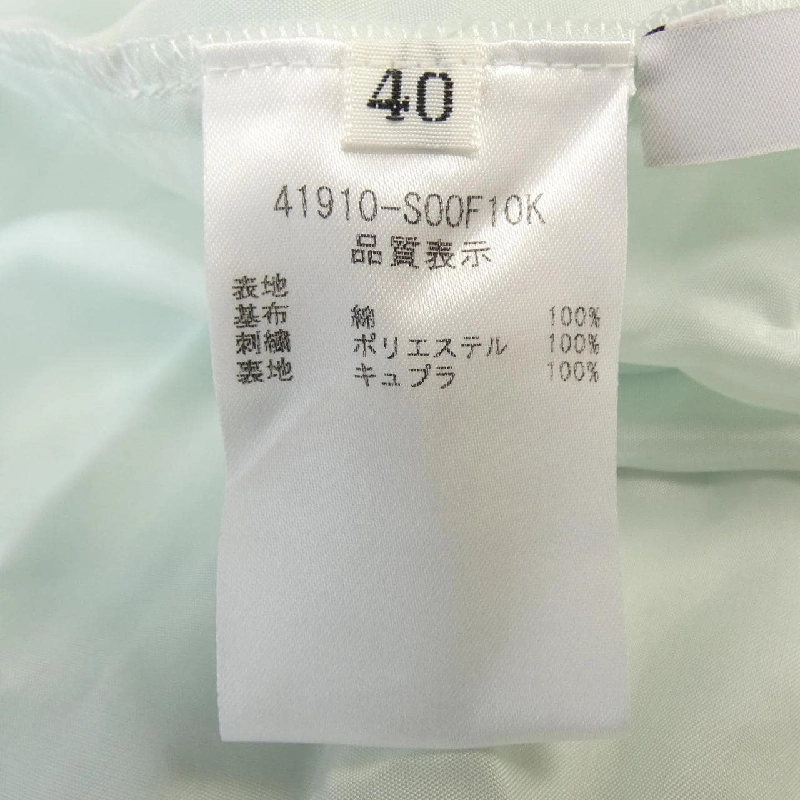 40
41910-S00F10K
品質表示
表地
基布 綿 100%
刺繍 ポリエステル 100%
裏地 キュプラ 100%